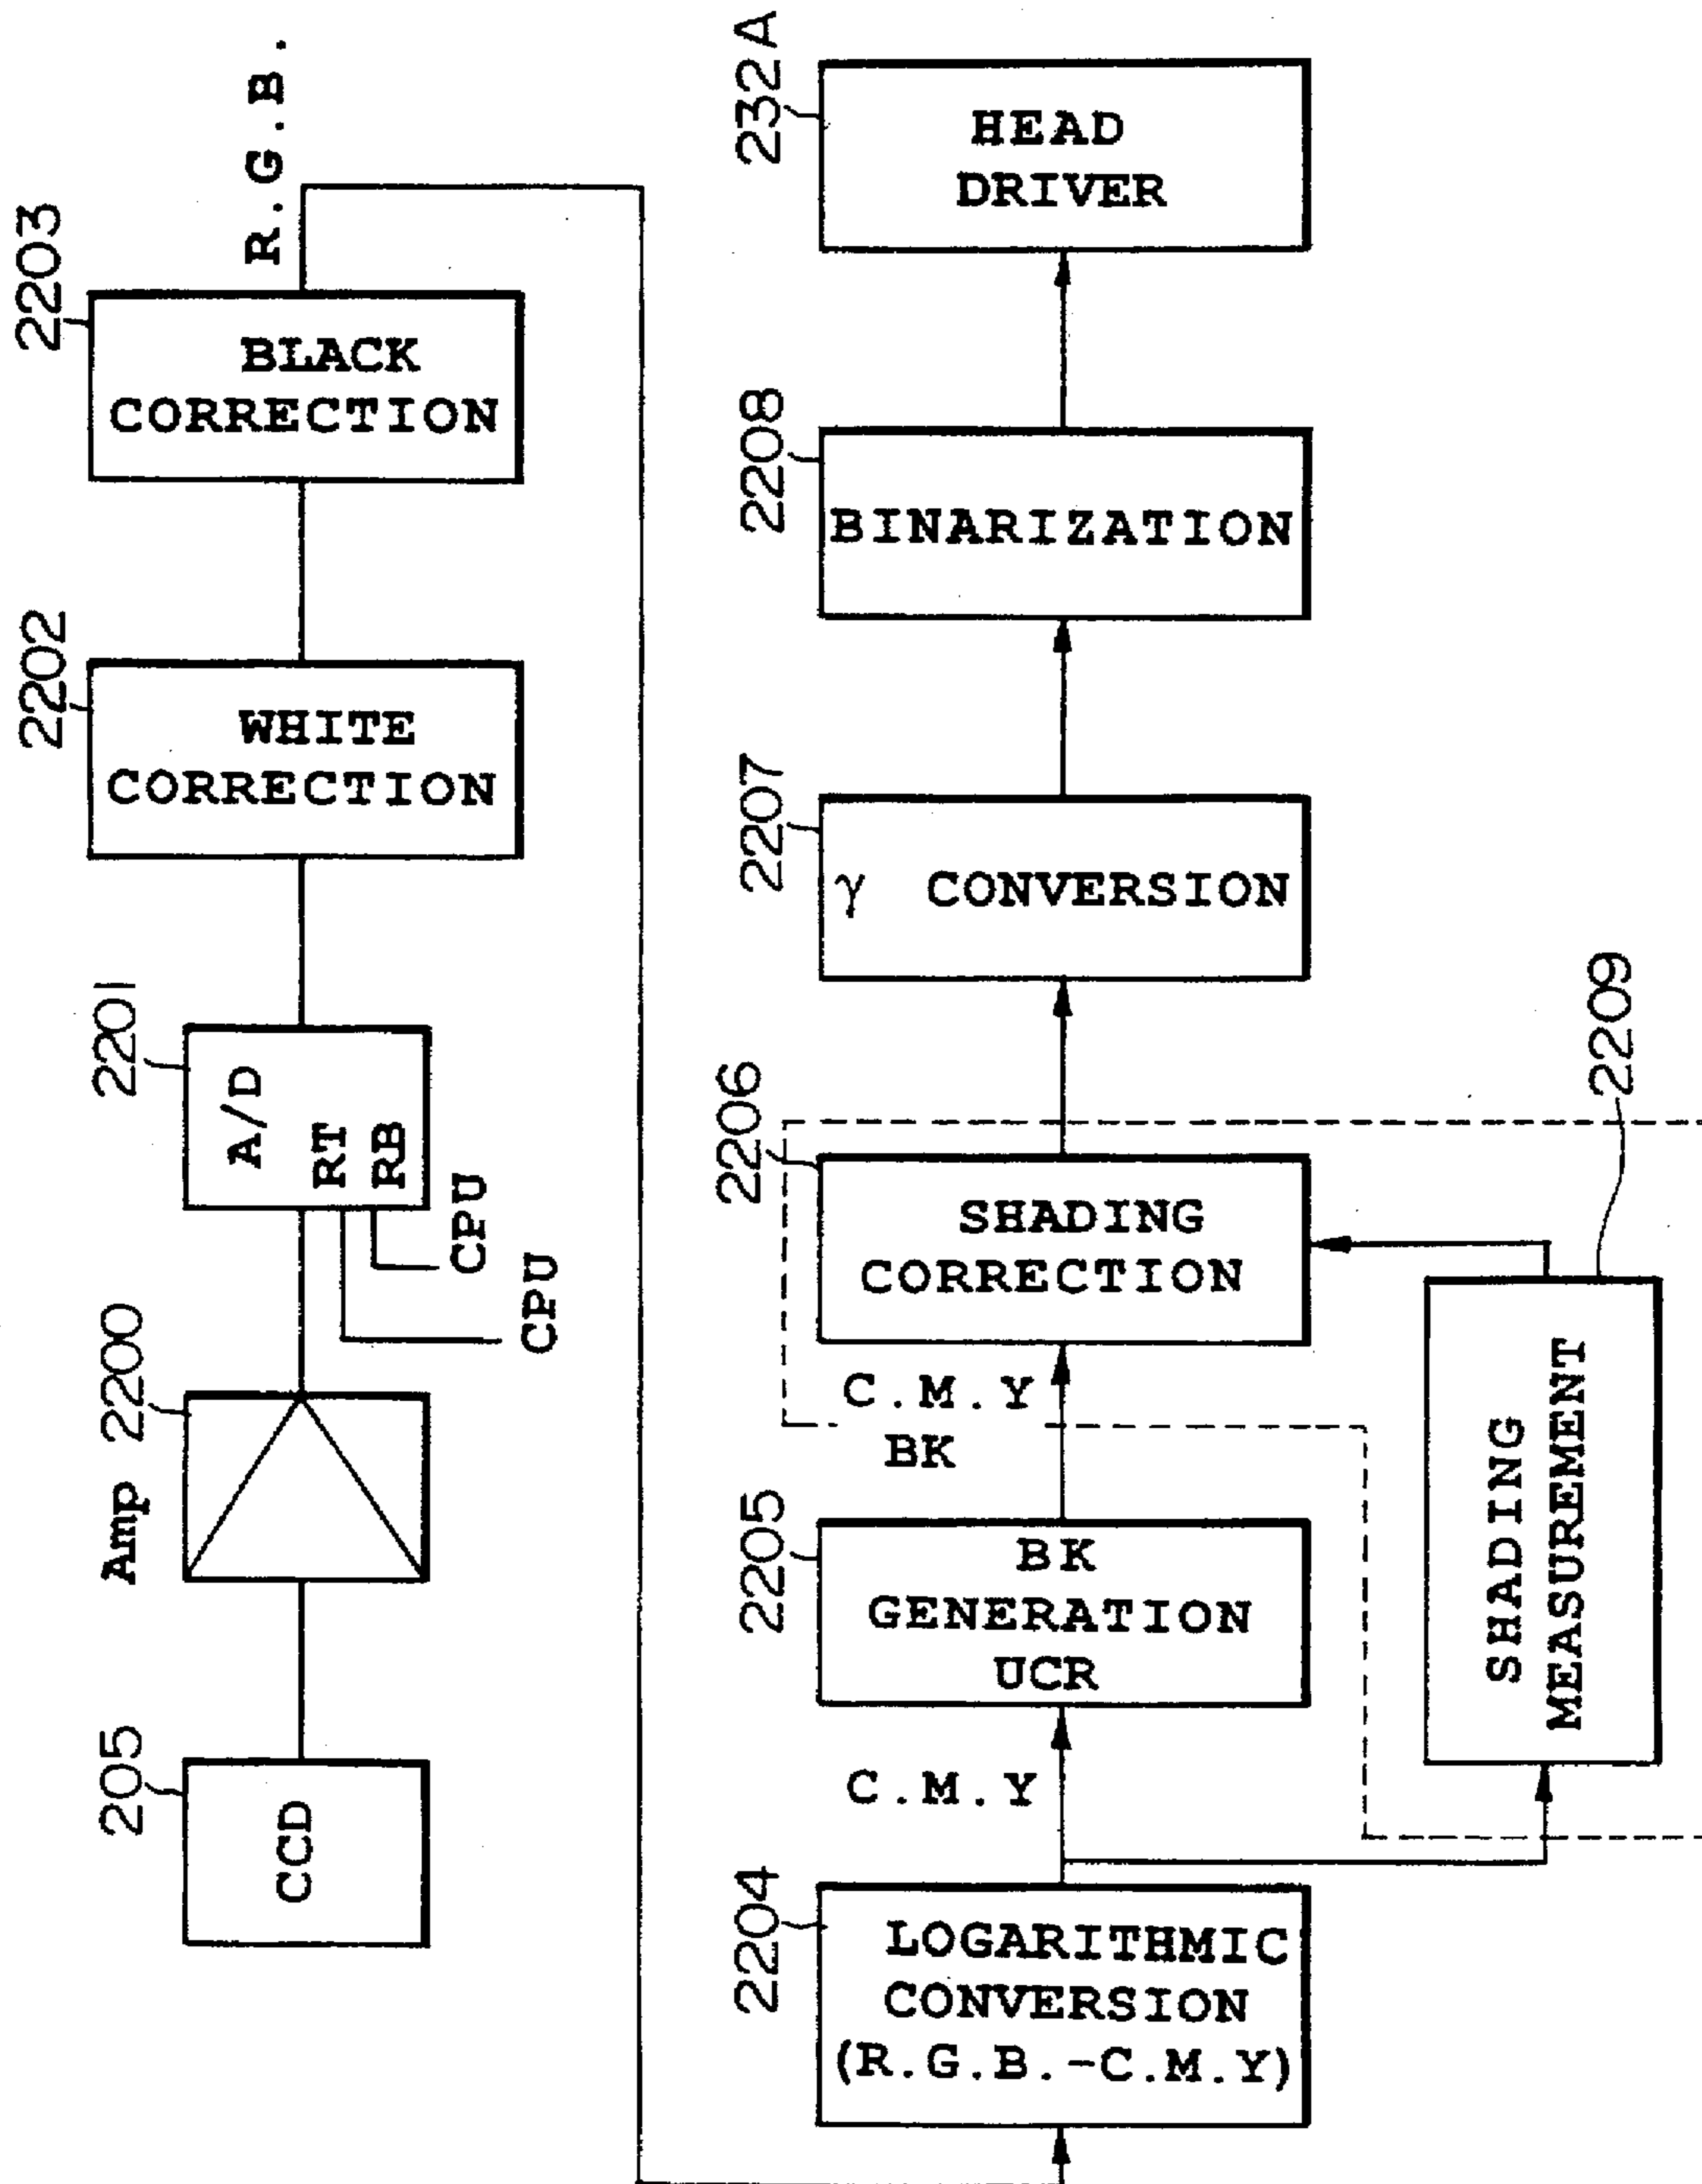 205
CCD
Amp 2200
2201
A/D
RT
RB
CPU
CPU
2202
WHITE
CORRECTION
2203
BLACK
CORRECTION
R.G.B.
2204
LOGARITHMIC
CONVERSION
(R.G.B.-C.M.Y)
C.M.Y
2205
BK
GENERATION
UCR
C.M.Y
BK
2206
SHADING
CORRECTION
2209
SHADING
MEASUREMENT
2207
γ CONVERSION
2208
BINARIZATION
232A
HEAD
DRIVER